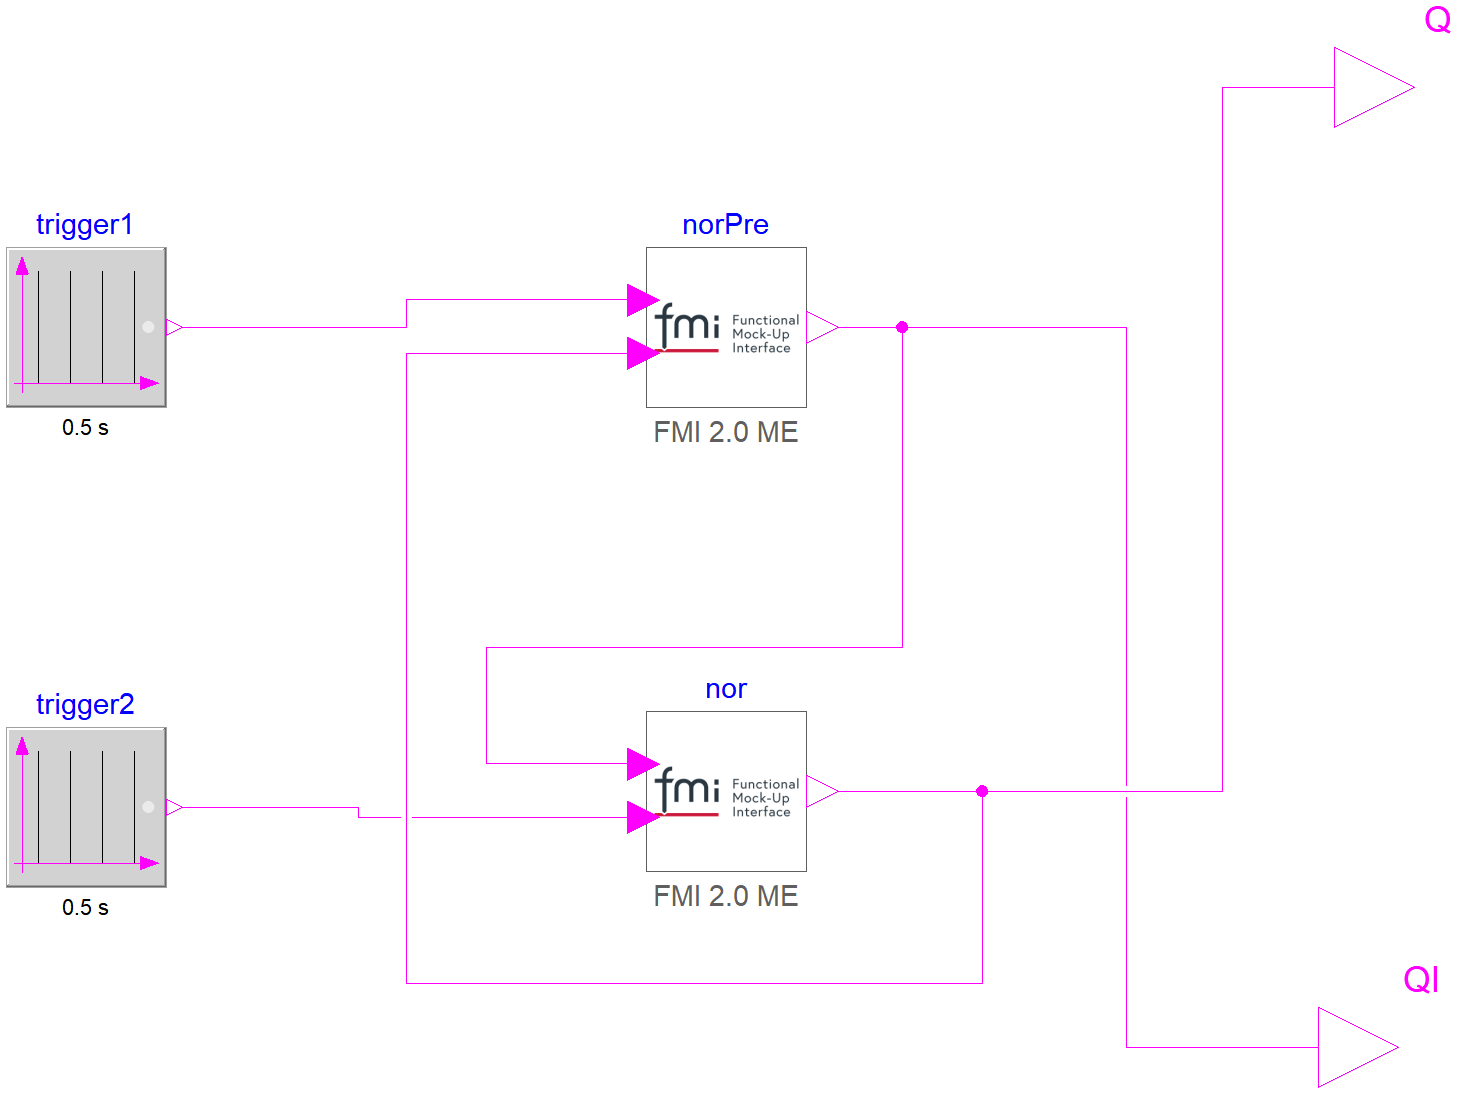 Q
trigger1
norPre
fmi
Functional
Mock-Up
Interface
0.5 s
FMI 2.0 ME
trigger2
nor
fmi
Functional
Mock-Up
Interface
0.5 s
FMI 2.0 ME
QI